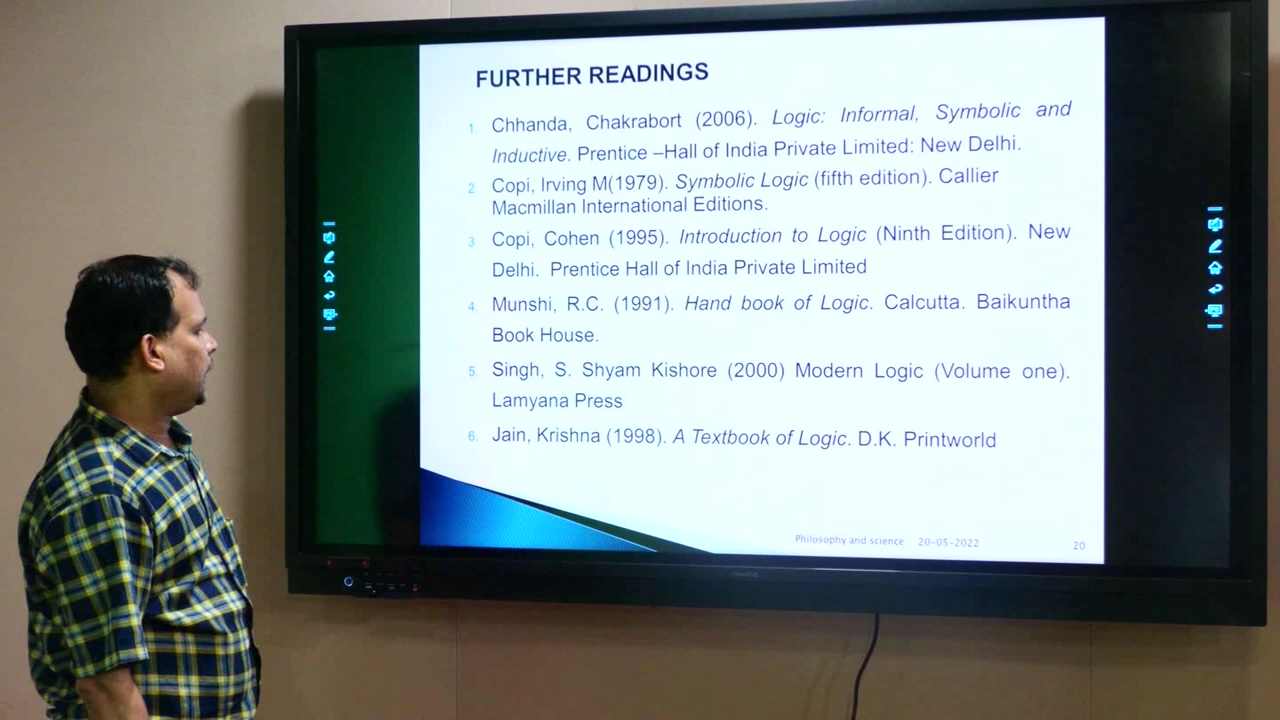 FURTHER READINGS
1. Chhanda, Chakrabort (2006). Logic: Informal, Symbolic and
Inductive. Prentice –Hall of India Private Limited: New Delhi.
2. Copi, Irving M(1979). Symbolic Logic (fifth edition). Callier
Macmillan International Editions.
3. Copi, Cohen (1995). Introduction to Logic (Ninth Edition). New
Delhi. Prentice Hall of India Private Limited
4. Munshi, R.C. (1991). Hand book of Logic. Calcutta. Baikuntha
Book House.
5. Singh, S. Shyam Kishore (2000) Modern Logic (Volume one).
Lamyana Press
6. Jain, Krishna (1998). A Textbook of Logic. D.K. Printworld
Philosophy and science 20-05-2022 20